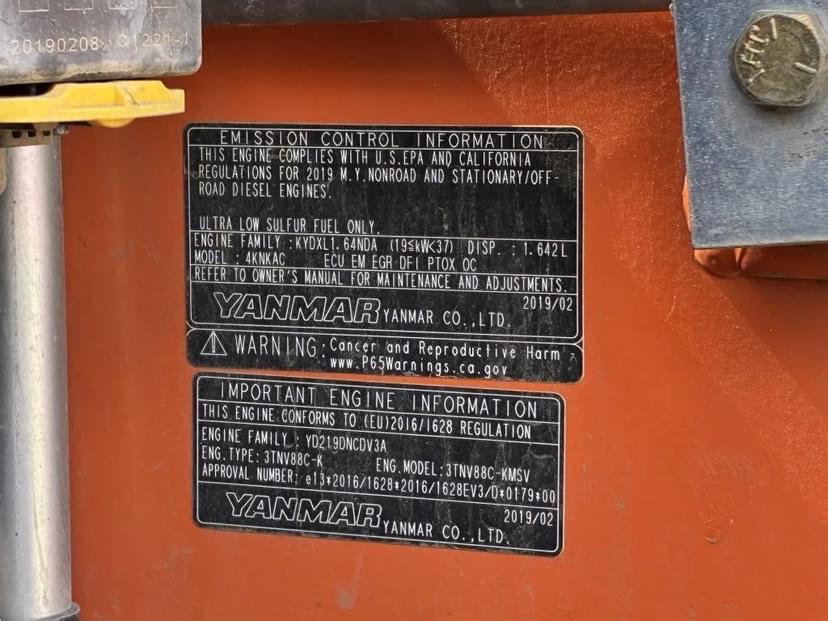 20190208 C1221-1
EMISSION CONTROL INFORMATION
THIS ENGINE COMPLIES WITH U.S.EPA AND CALIFORNIA
REGULATIONS FOR 2019 M.Y.NONROAD AND STATIONARY/OFF-
ROAD DIESEL ENGINES.
ULTRA LOW SULFUR FUEL ONLY.
ENGINE FAMILY :KYDXL1.64NDA (19≤kW<37) DISP. : 1.642L
MODEL : 4KNKAC ECU EM EGR DFI PTOX OC
REFER TO OWNER'S MANUAL FOR MAINTENANCE AND ADJUSTMENTS.
2019/02
YANMAR YANMAR CO.,LTD.
⚠ WARNING: Cancer and Reproductive Harm -
www.P65Warnings.ca.gov
IMPORTANT ENGINE INFORMATION
THIS ENGINE CONFORMS TO (EU)2016/1628 REGULATION
ENGINE FAMILY : YD219DNCDV3A
ENG.TYPE: 3TNV88C-K ENG.MODEL: 3TNV88C-KMSV
APPROVAL NUMBER: e13*2016/1628*2016/1628EV3/D*0179*00
2019/02
YANMAR YANMAR CO.,LTD.